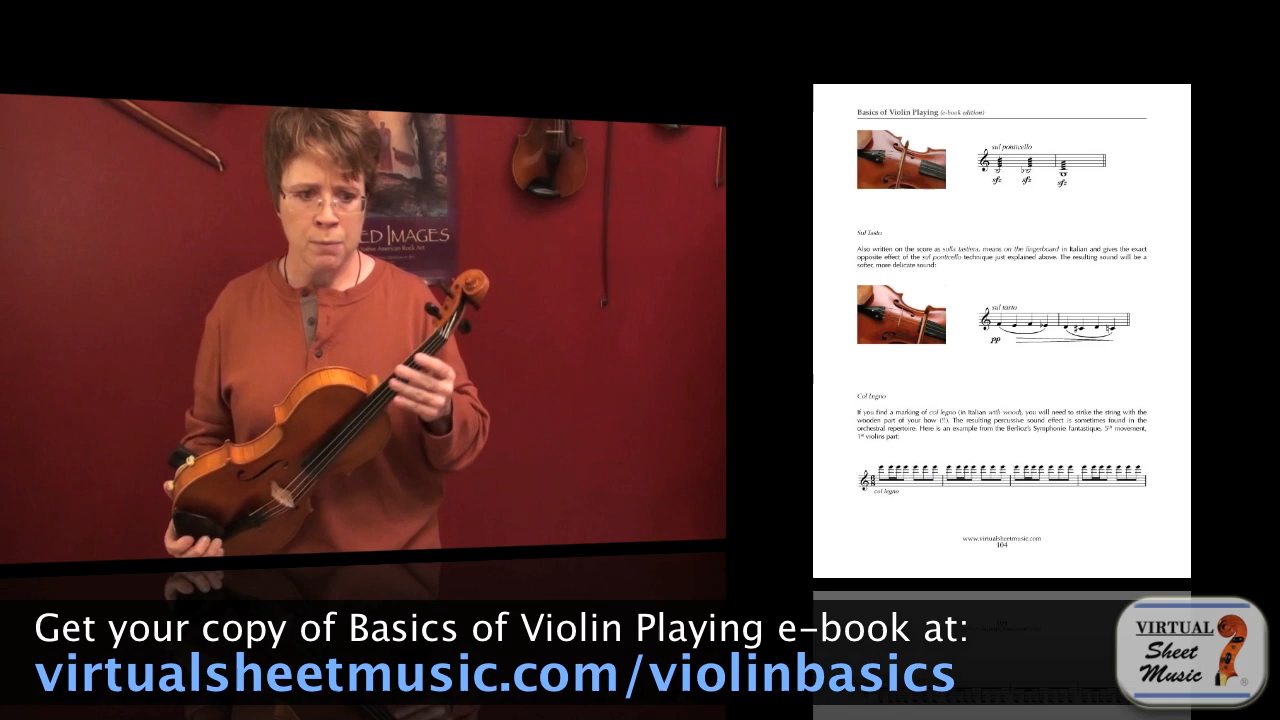 ED IMAGES
Native American Rock Art
Basics of Violin Playing (e-book edition)
sul ponticello
sfz sfz sfz
Sul Tasto
Also written on the score as sulla tastiera, means on the fingerboard in Italian and gives the exact
opposite effect of the sul ponticello technique just explained above. The resulting sound will be a
softer, more delicate sound:
sul tasto
pp
Col Legno
If you find a marking of col legno (in Italian with wood), you will need to strike the string with the
wooden part of your bow (!!). The resulting percussive sound effect is sometimes found in the
orchestral repertoire. Here is an example from the Berlioz's Symphonie Fantastique, 5th movement,
1st violins part:
col legno
www.virtualsheetmusic.com
104
Get your copy of Basics of Violin Playing e-book at:
virtualsheetmusic.com/violinbasics
VIRTUAL
Sheet
Music
®